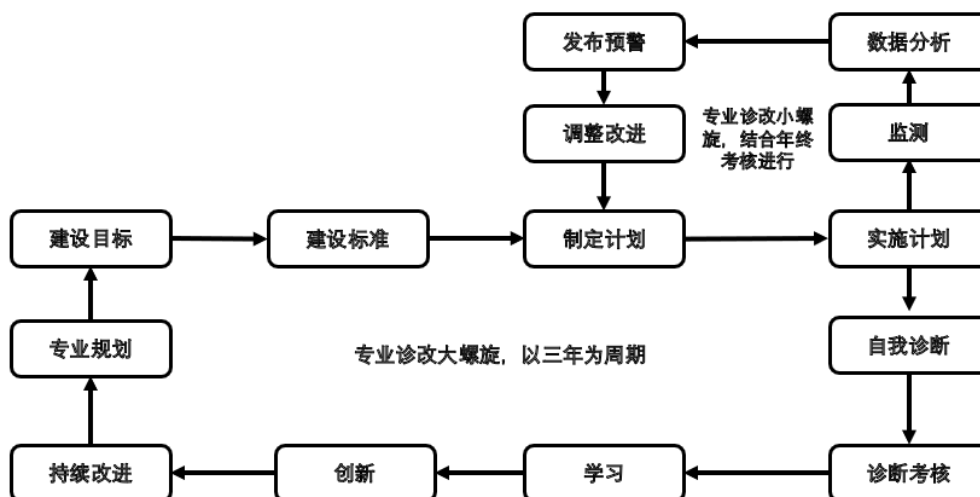 发布预警
数据分析
调整改进
专业诊改小螺
旋，结合年终
考核进行
监测
建设目标
建设标准
制定计划
实施计划
专业规划
专业诊改大螺旋，以三年为周期
自我诊断
持续改进
创新
学习
诊断考核